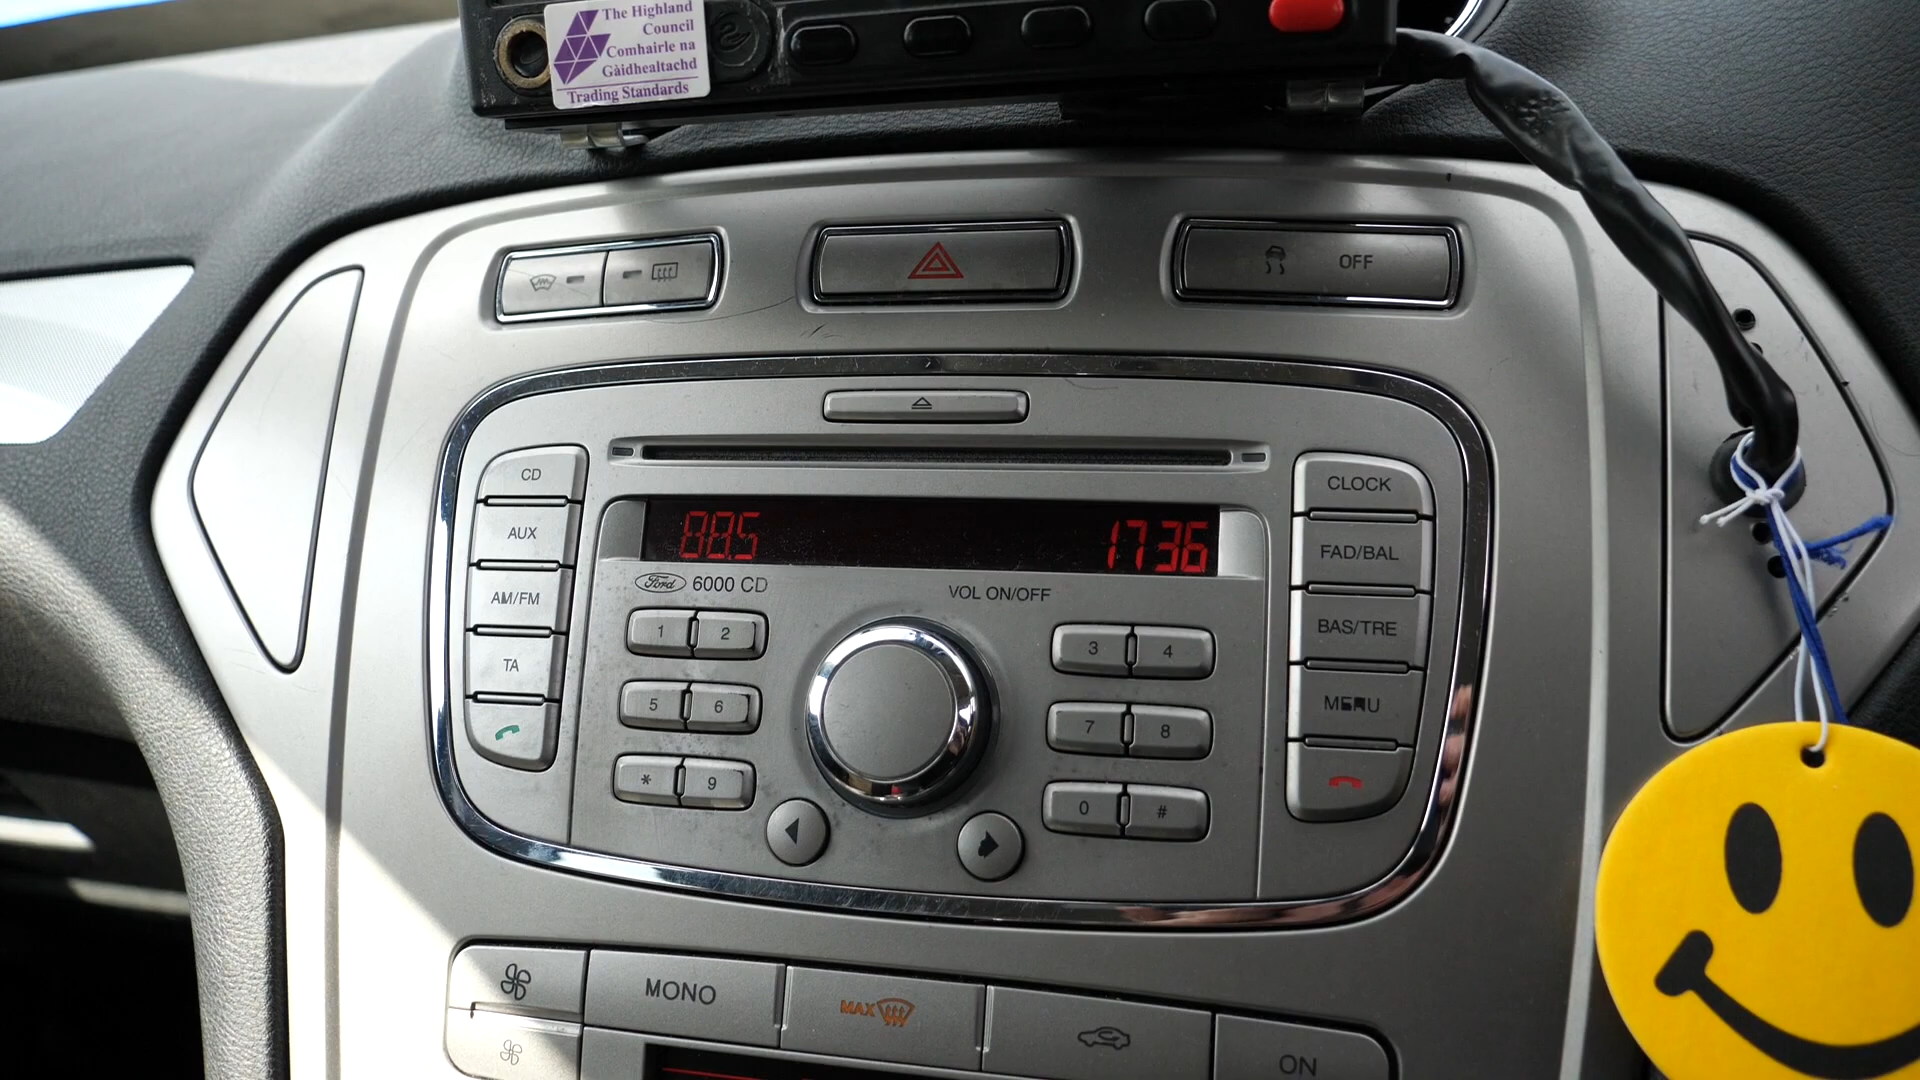 The Highland
Council
Comhairle na
Gàidhealtachd
Trading Standards
OFF
CD
AUX
AM/FM
TA
88.5
17 36
Ford 6000 CD
VOL ON/OFF
1 2
3 4
5 6
7 8
* 9
0 #
CLOCK
FAD/BAL
BAS/TRE
MENU
MONO
MAX
ON